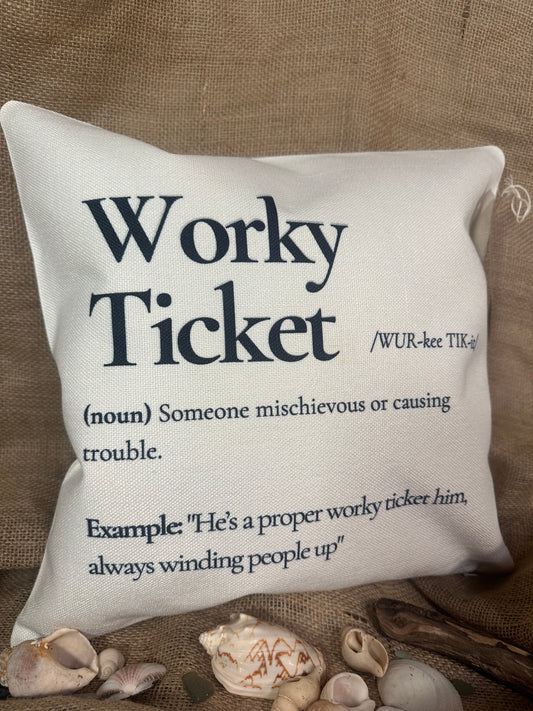 Worky
Ticket
/WUR-kee TIK-it/
(noun) Someone mischievous or causing
trouble.
Example: "He's a proper worky ticket him,
always winding people up"